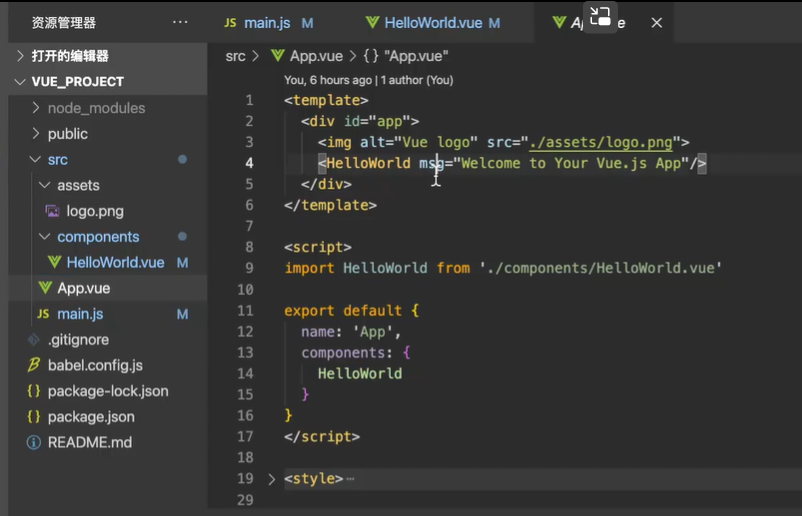 资源管理器 ···
JS main.js M
HelloWorld.vue M
打开的编辑器
VUE_PROJECT
node_modules
public
src
assets
logo.png
components
HelloWorld.vue M
App.vue
JS main.js M
.gitignore
babel.config.js
{} package-lock.json
{} package.json
README.md
src > App.vue > {} "App.vue"
You, 6 hours ago | 1 author (You)
1 <template>
2 <div id="app">
3 <img alt="Vue logo" src="./assets/logo.png">
4 <HelloWorld msg="Welcome to Your Vue.js App"/>
5 </div>
6 </template>
7
8 <script>
9 import HelloWorld from './components/HelloWorld.vue'
10
11 export default {
12 name: 'App',
13 components: {
14 HelloWorld
15 }
16 }
17 </script>
18
19 > <style>···
29